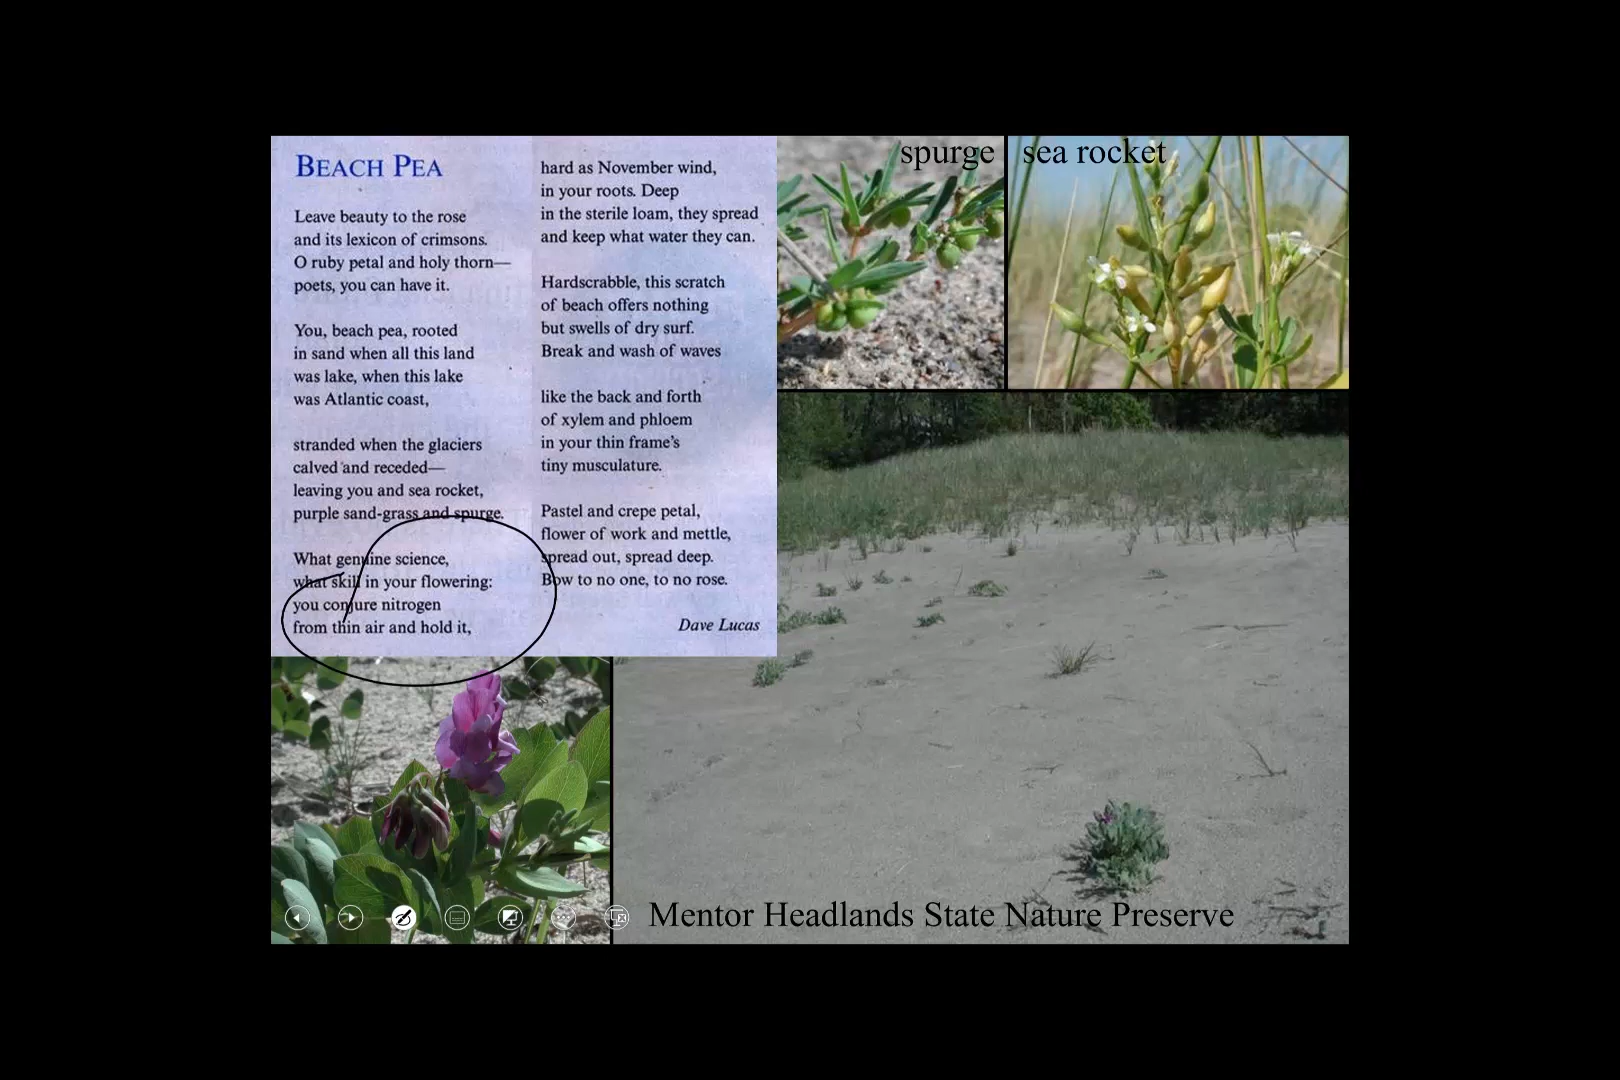 BEACH PEA
Leave beauty to the rose
and its lexicon of crimsons.
O ruby petal and holy thorn—
poets, you can have it.
You, beach pea, rooted
in sand when all this land
was lake, when this lake
was Atlantic coast,
stranded when the glaciers
calved and receded—
leaving you and sea rocket,
purple sand-grass and spurge.
What genuine science,
what skill in your flowering:
you conjure nitrogen
from thin air and hold it,
hard as November wind,
in your roots. Deep
in the sterile loam, they spread
and keep what water they can.
Hardscrabble, this scratch
of beach offers nothing
but swells of dry surf.
Break and wash of waves
like the back and forth
of xylem and phloem
in your thin frame's
tiny musculature.
Pastel and crepe petal,
flower of work and mettle,
spread out, spread deep.
Bow to no one, to no rose.
Dave Lucas
spurge
sea rocket
Mentor Headlands State Nature Preserve